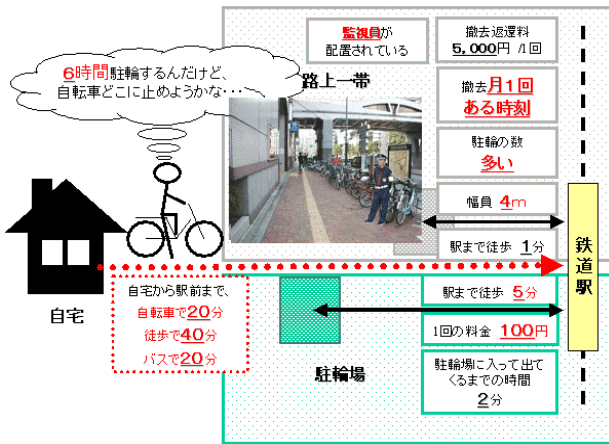 監視員が
配置されている
撤去返還料
5,000円 /1回
6時間駐輪するんだけど、
自転車どこに止めようかな・・・
路上一帯
撤去月1回
ある時刻
駐輪の数
多い
幅員 4m
駅まで徒歩 1分
鉄道駅
自宅
自宅から駅前まで、
自転車で20分
徒歩で40分
バスで20分
駅まで徒歩 5分
1回の料金 100円
駐輪場
駐輪場に入って出て
くるまでの時間
2分